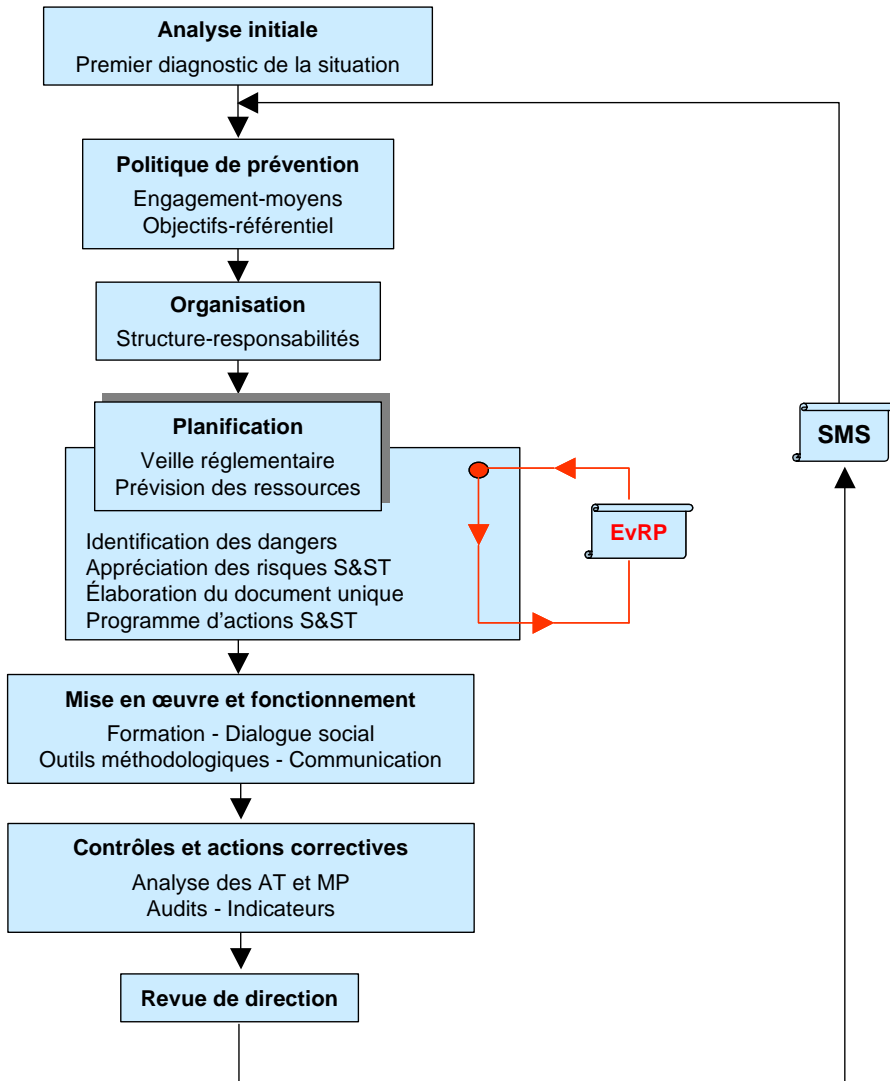 Analyse initiale
Premier diagnostic de la situation
Politique de prévention
Engagement-moyens
Objectifs-référentiel
Organisation
Structure-responsabilités
Planification
Veille réglementaire
Prévision des ressources
Identification des dangers
Appréciation des risques S&ST
Élaboration du document unique
Programme d’actions S&ST
EvRP
SMS
Mise en œuvre et fonctionnement
Formation - Dialogue social
Outils méthodologiques - Communication
Contrôles et actions correctives
Analyse des AT et MP
Audits - Indicateurs
Revue de direction